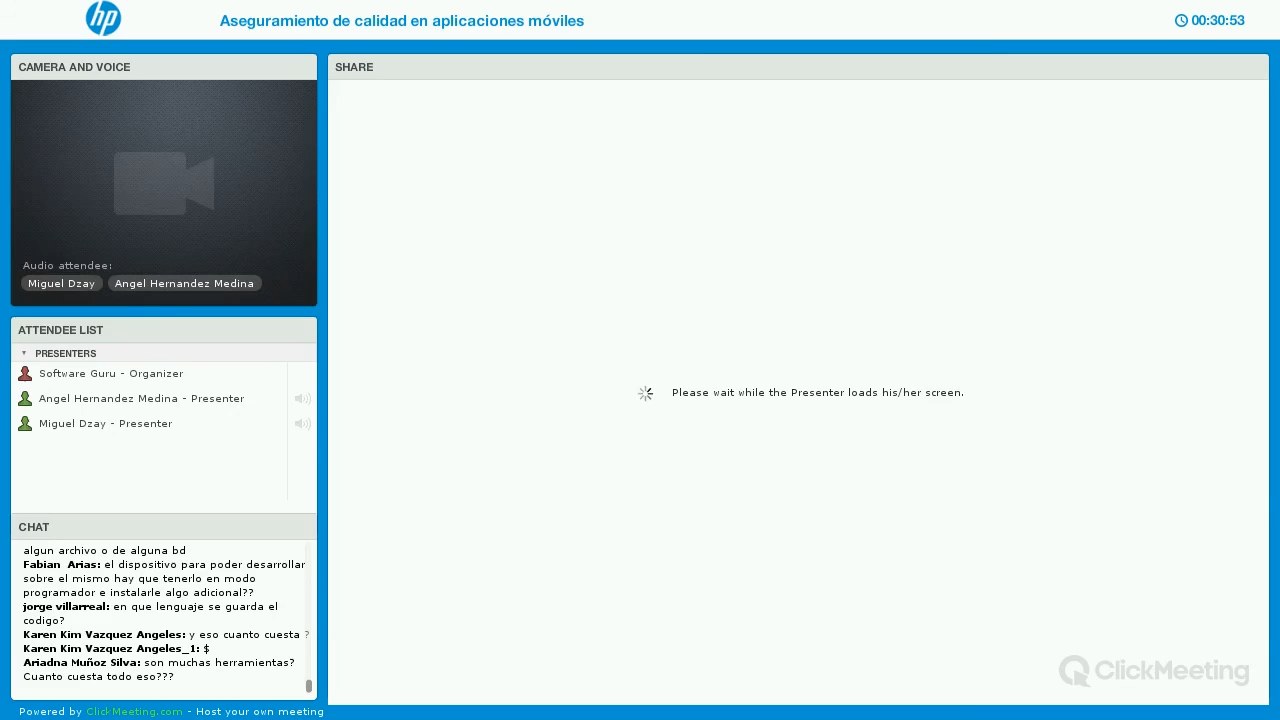 hp
Aseguramiento de calidad en aplicaciones móviles
00:30:53
CAMERA AND VOICE
Audio attendee:
Miguel Dzay
Angel Hernandez Medina
ATTENDEE LIST
PRESENTERS
Software Guru - Organizer
Angel Hernandez Medina - Presenter
Miguel Dzay - Presenter
CHAT
algun archivo o de alguna bd
Fabian Arias: el dispositivo para poder desarrollar
sobre el mismo hay que tenerlo en modo
programador e instalarle algo adicional??
jorge villarreal: en que lenguaje se guarda el
codigo?
Karen Kim Vazquez Angeles: y eso cuanto cuesta ?
Karen Kim Vazquez Angeles_1: $
Ariadna Muñoz Silva: son muchas herramientas?
Cuanto cuesta todo eso???
Powered by ClickMeeting.com - Host your own meeting
SHARE
Please wait while the Presenter loads his/her screen.
ClickMeeting